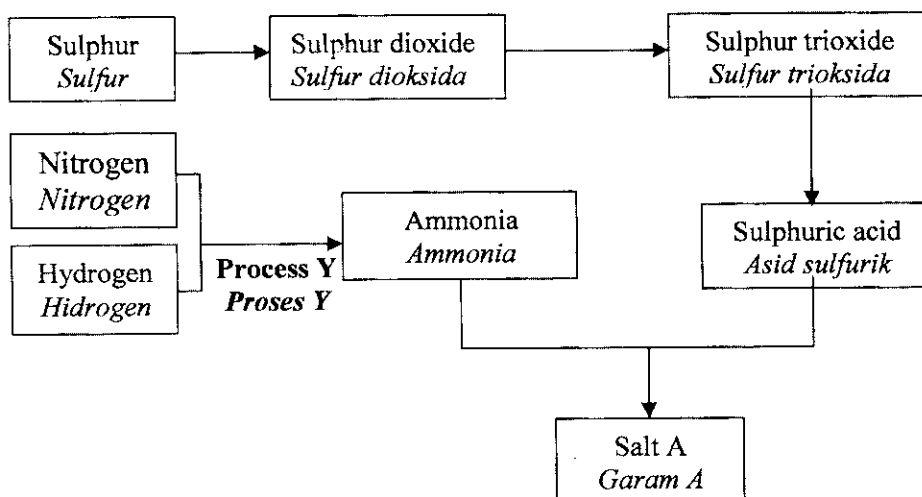 Sulphur
Sulfur
Sulphur dioxide
Sulfur dioksida
Sulphur trioxide
Sulfur trioksida
Nitrogen
Nitrogen
Hydrogen
Hidrogen
Process Y
Proses Y
Ammonia
Ammonia
Sulphuric acid
Asid sulfurik
Salt A
Garam A